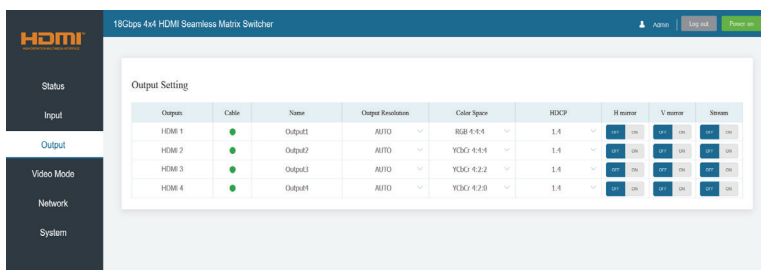 18Gbps 4x4 HDMI Seamless Matrix Switcher
Admin
Log out
Power on
HDMI
Status
Input
Output
Video Mode
Network
System
Output Setting
Outputs Cable Name Output Resolution Color Space HDCP H mirror V mirror Stream
HDMI 1 Output1 AUTO RGB 4:4:4 1.4 OFF ON OFF ON OFF ON
HDMI 2 Output2 AUTO YCbCr 4:4:4 1.4 OFF ON OFF ON OFF ON
HDMI 3 Output3 AUTO YCbCr 4:2:2 1.4 OFF ON OFF ON OFF ON
HDMI 4 Output4 AUTO YCbCr 4:2:0 1.4 OFF ON OFF ON OFF ON